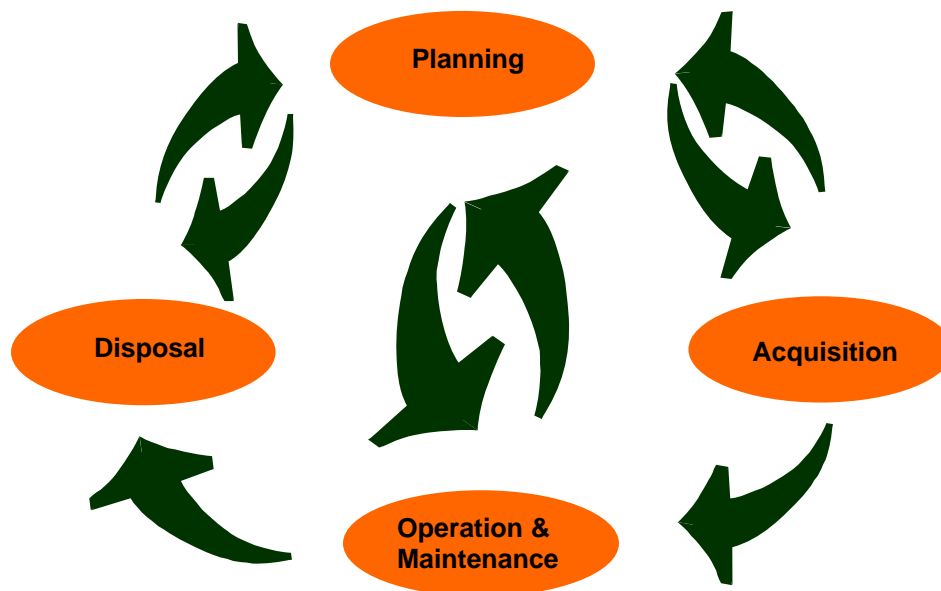 Planning
Disposal
Acquisition
Operation &
Maintenance